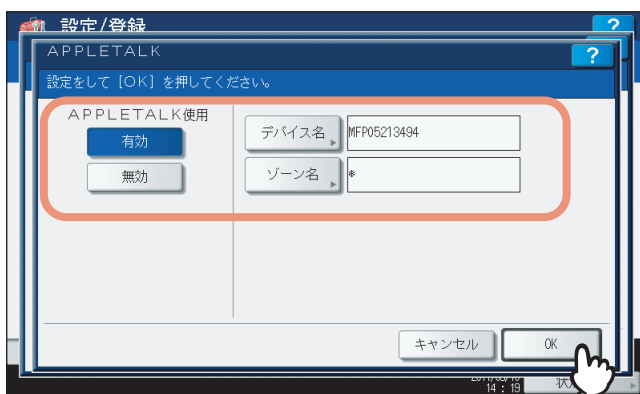 設定/登録
?
APPLETALK
?
設定をして［OK］を押してください。
APPLETALK使用
有効
無効
デバイス名
MFP05213494
ゾーン名
*
キャンセル
OK
14：19